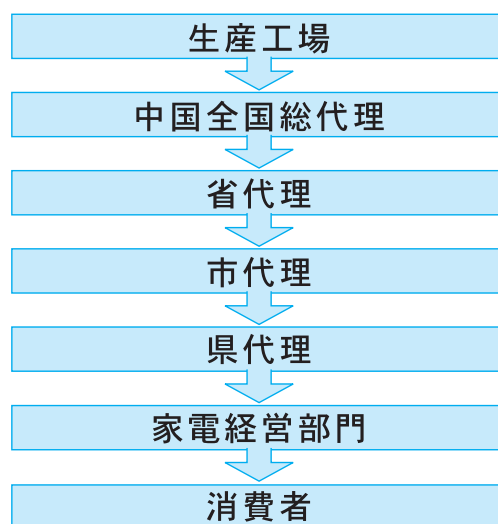 生産工場
中国全国総代理
省代理
市代理
県代理
家電経営部門
消費者